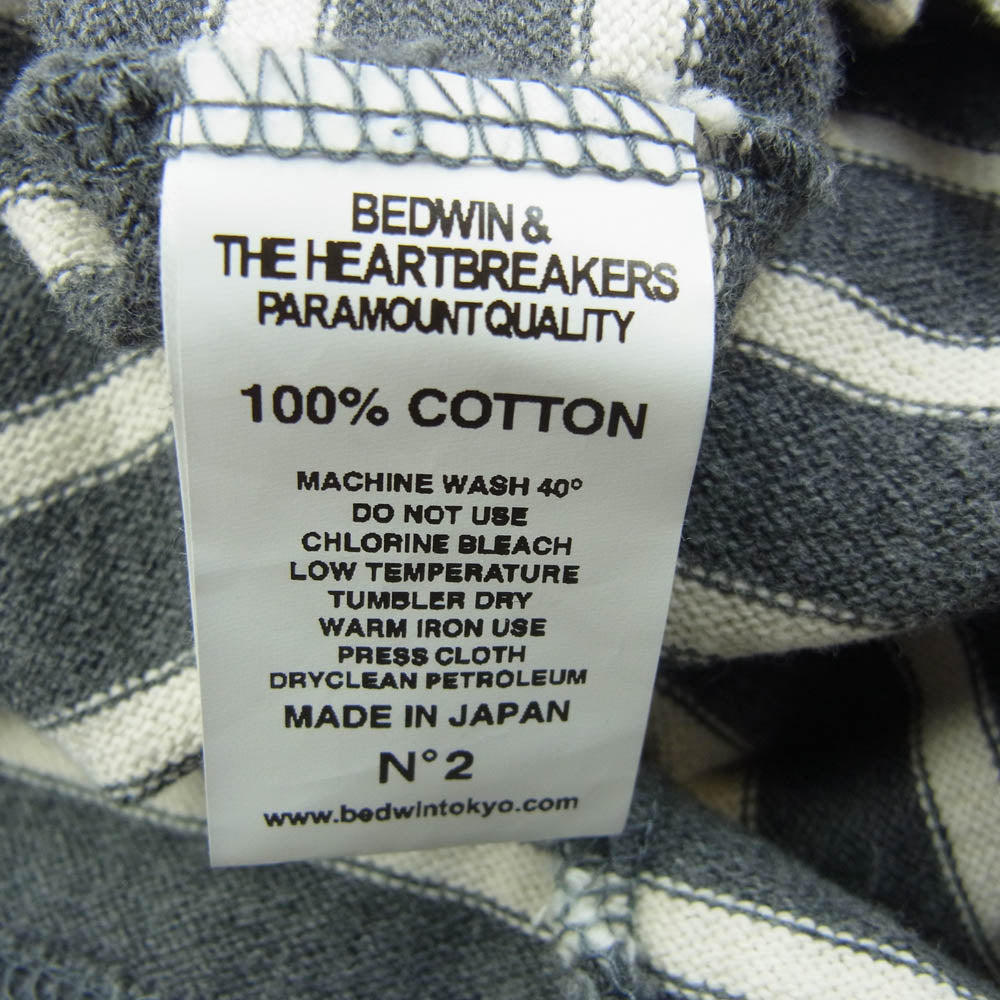 BEDWIN &
THE HEARTBREAKERS
PARAMOUNT QUALITY
100% COTTON
MACHINE WASH 40°
DO NOT USE
CHLORINE BLEACH
LOW TEMPERATURE
TUMBLER DRY
WARM IRON USE
PRESS CLOTH
DRYCLEAN PETROLEUM
MADE IN JAPAN
N°2
www.bedwintokyo.com